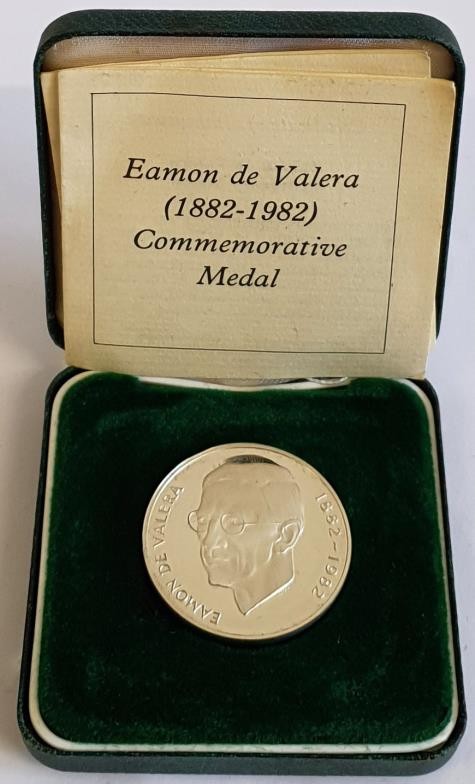 Eamon de Valera
(1882-1982)
Commemorative
Medal
EAMON DE VALERA
1882-1982